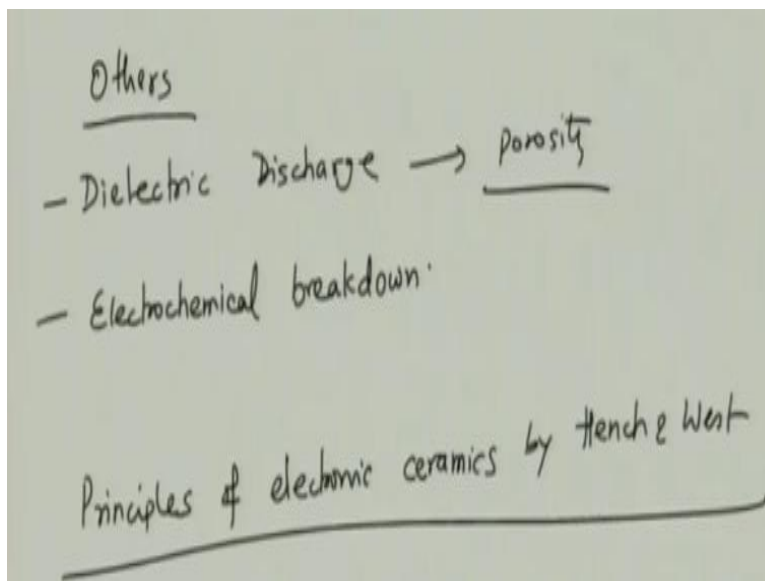 Others
- Dielectric Discharge → Porosity
- Electrochemical breakdown.
Principles of electronic ceramics by Hench & West